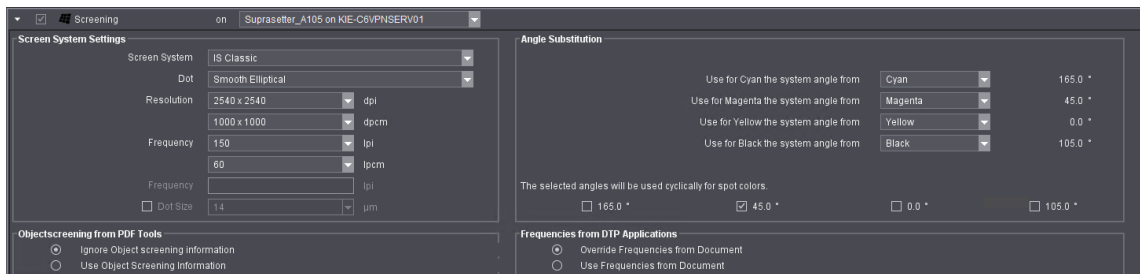 Screening on Suprasetter_A105 on KIE-C6VPNSERV01
Screen System Settings
Screen System IS Classic
Dot Smooth Elliptical
Resolution 2540 x 2540 dpi
1000 x 1000 dpcm
Frequency 150 lpi
60 lpcm
Frequency lpi
Dot Size 14 µm
Angle Substitution
Use for Cyan the system angle from Cyan 165.0 °
Use for Magenta the system angle from Magenta 45.0 °
Use for Yellow the system angle from Yellow 0.0 °
Use for Black the system angle from Black 105.0 °
The selected angles will be used cyclically for spot colors.
165.0 ° 45.0 ° 0.0 ° 105.0 °
Objectscreening from PDF Tools
Ignore Object screening information
Use Object Screening Information
Frequencies from DTP Applications
Override Frequencies from Document
Use Frequencies from Document